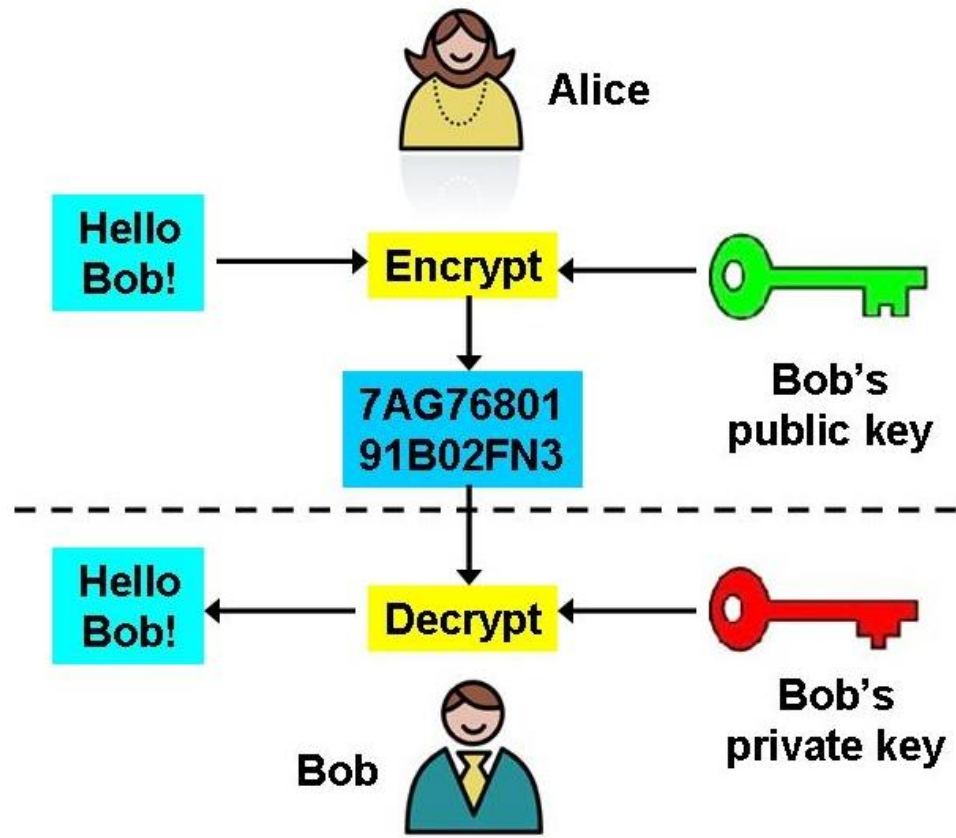 Alice
Hello
Bob!
Encrypt
Bob's
public key
7AG76801
91B02FN3
Hello
Bob!
Decrypt
Bob's
private key
Bob